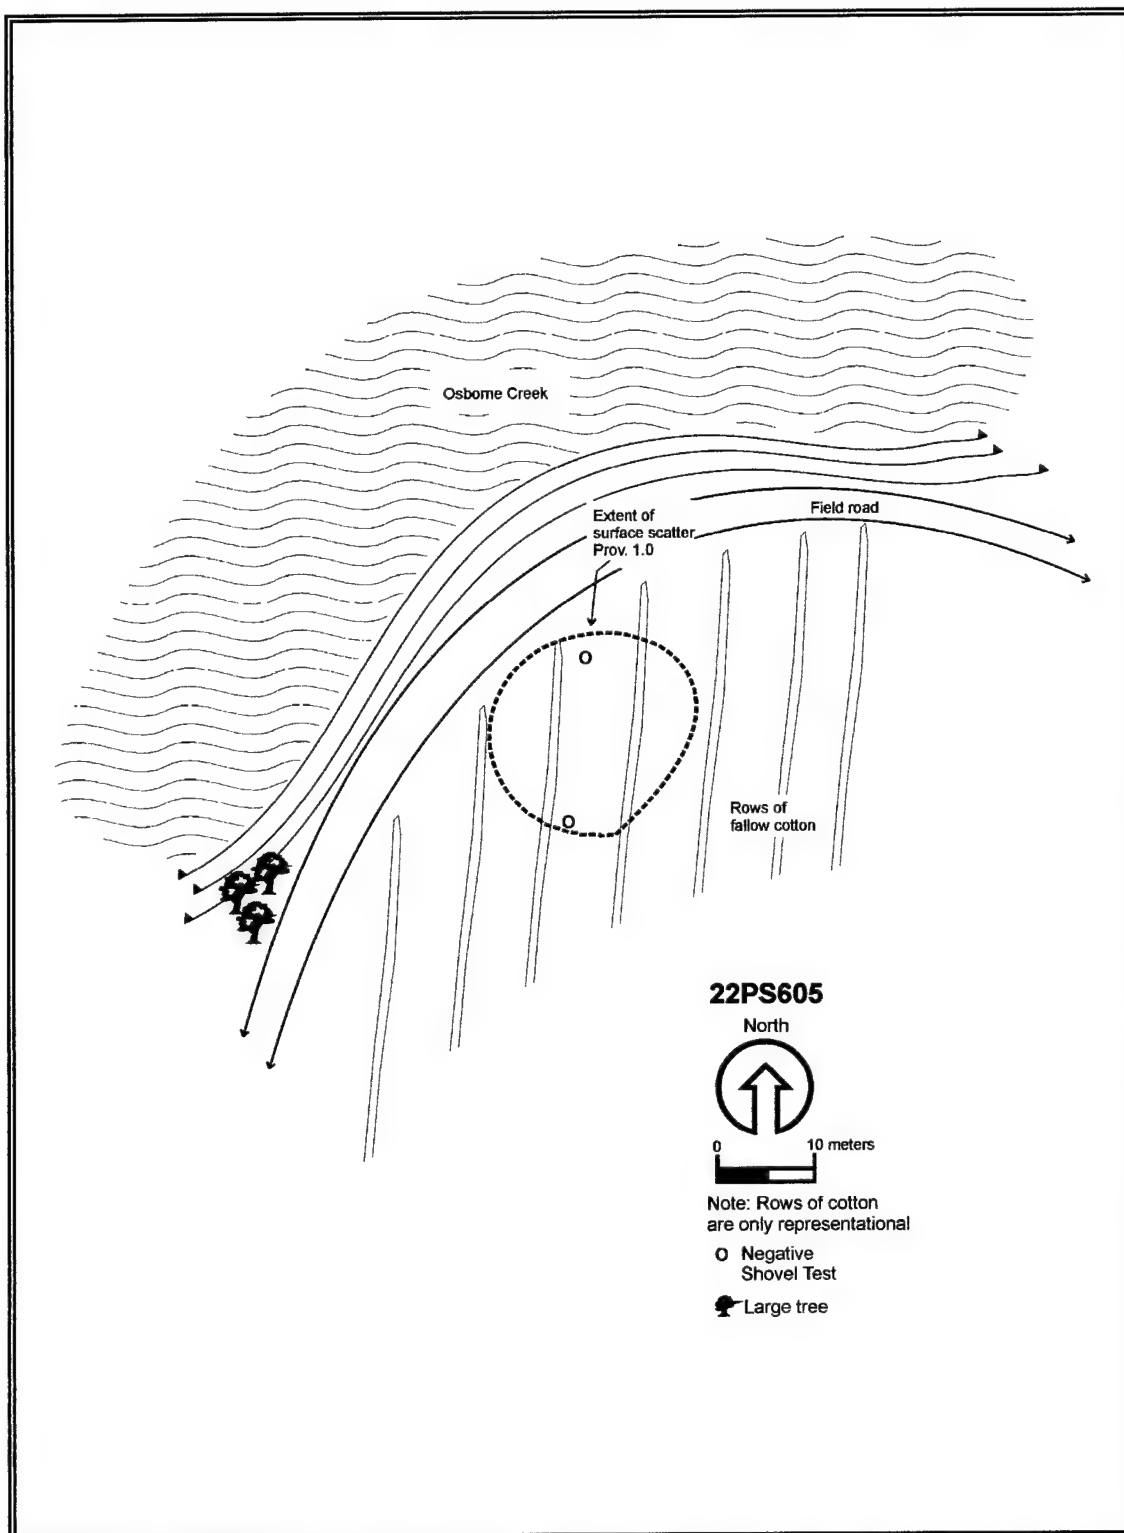 Osborne Creek
Extent of
surface scatter
Prov. 1.0
Field road
Rows of
fallow cotton
22PS605
North
0 10 meters
Note: Rows of cotton
are only representational
O Negative
Shovel Test
Large tree